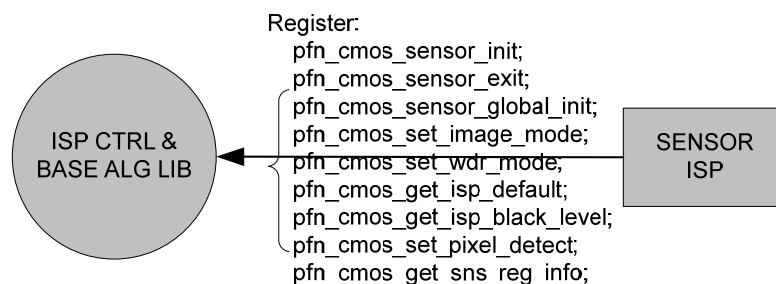 Register:
pfn_cmos_sensor_init;
pfn_cmos_sensor_exit;
pfn_cmos_sensor_global_init;
pfn_cmos_set_image_mode;
pfn_cmos_set_wdr_mode;
pfn_cmos_get_isp_default;
pfn_cmos_get_isp_black_level;
pfn_cmos_set_pixel_detect;
pfn_cmos_get_sns_reg_info;
ISP CTRL &
BASE ALG LIB
SENSOR
ISP